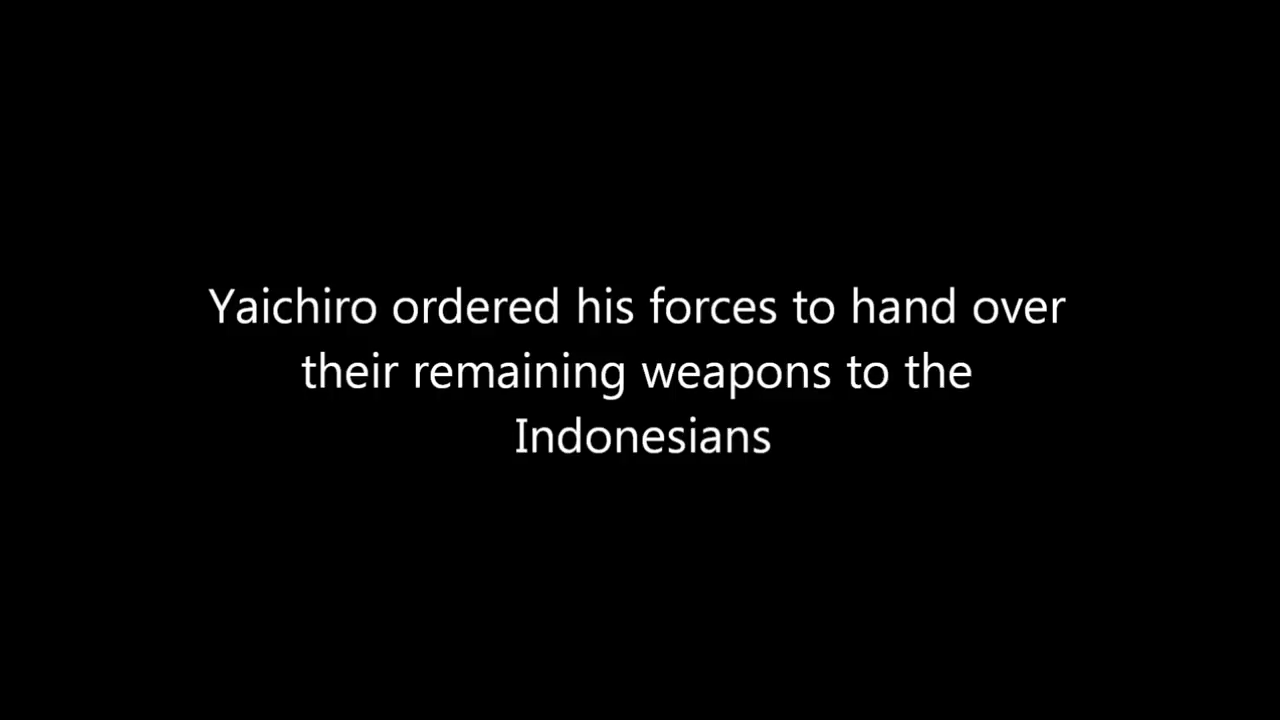 Yaichiro ordered his forces to hand over
their remaining weapons to the
Indonesians